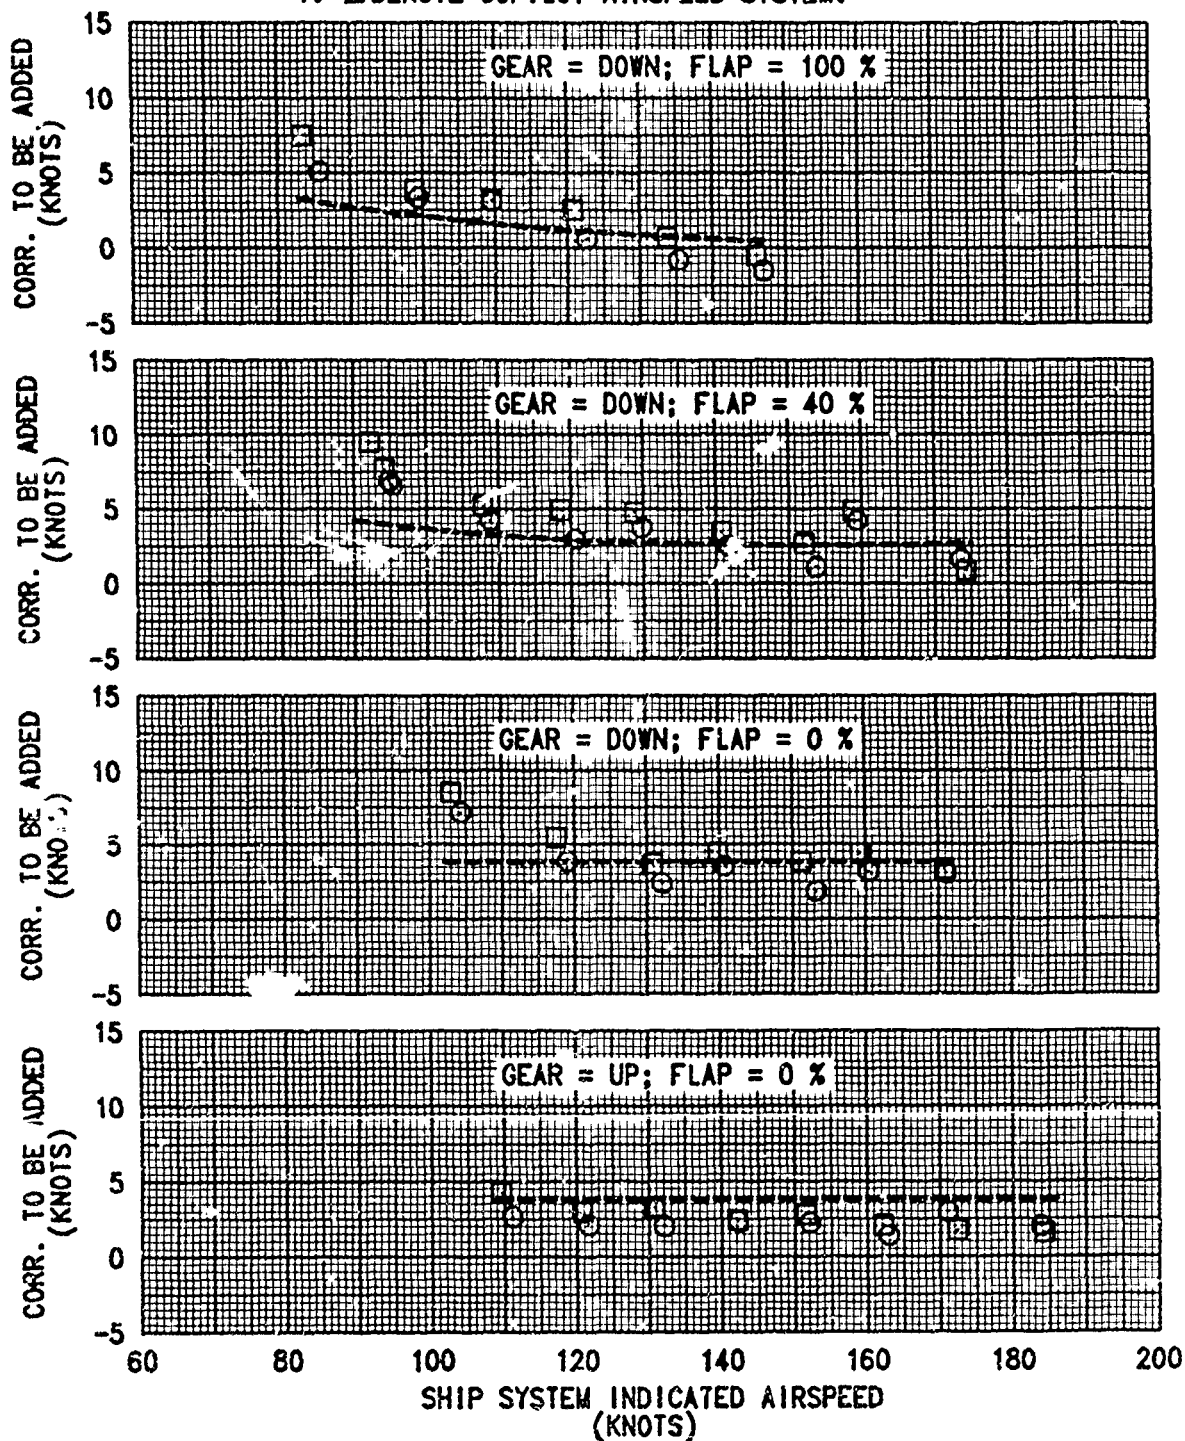 COPILOT AIRSPEED SYSTEM.
15
10
5
0
-5
CORR. TO BE ADDED
(KNOTS)
GEAR = DOWN; FLAP = 100 %
15
10
5
0
-5
CORR. TO BE ADDED
(KNOTS)
GEAR = DOWN; FLAP = 40 %
15
10
5
0
-5
CORR. TO BE ADDED
GEAR = DOWN; FLAP = 0 %
15
10
5
0
-5
CORR. TO BE ADDED
(KNOTS)
GEAR = UP; FLAP = 0 %
60 80 100 120 140 160 180 200
SHIP SYSTEM INDICATED AIRSPEED
(KNOTS)